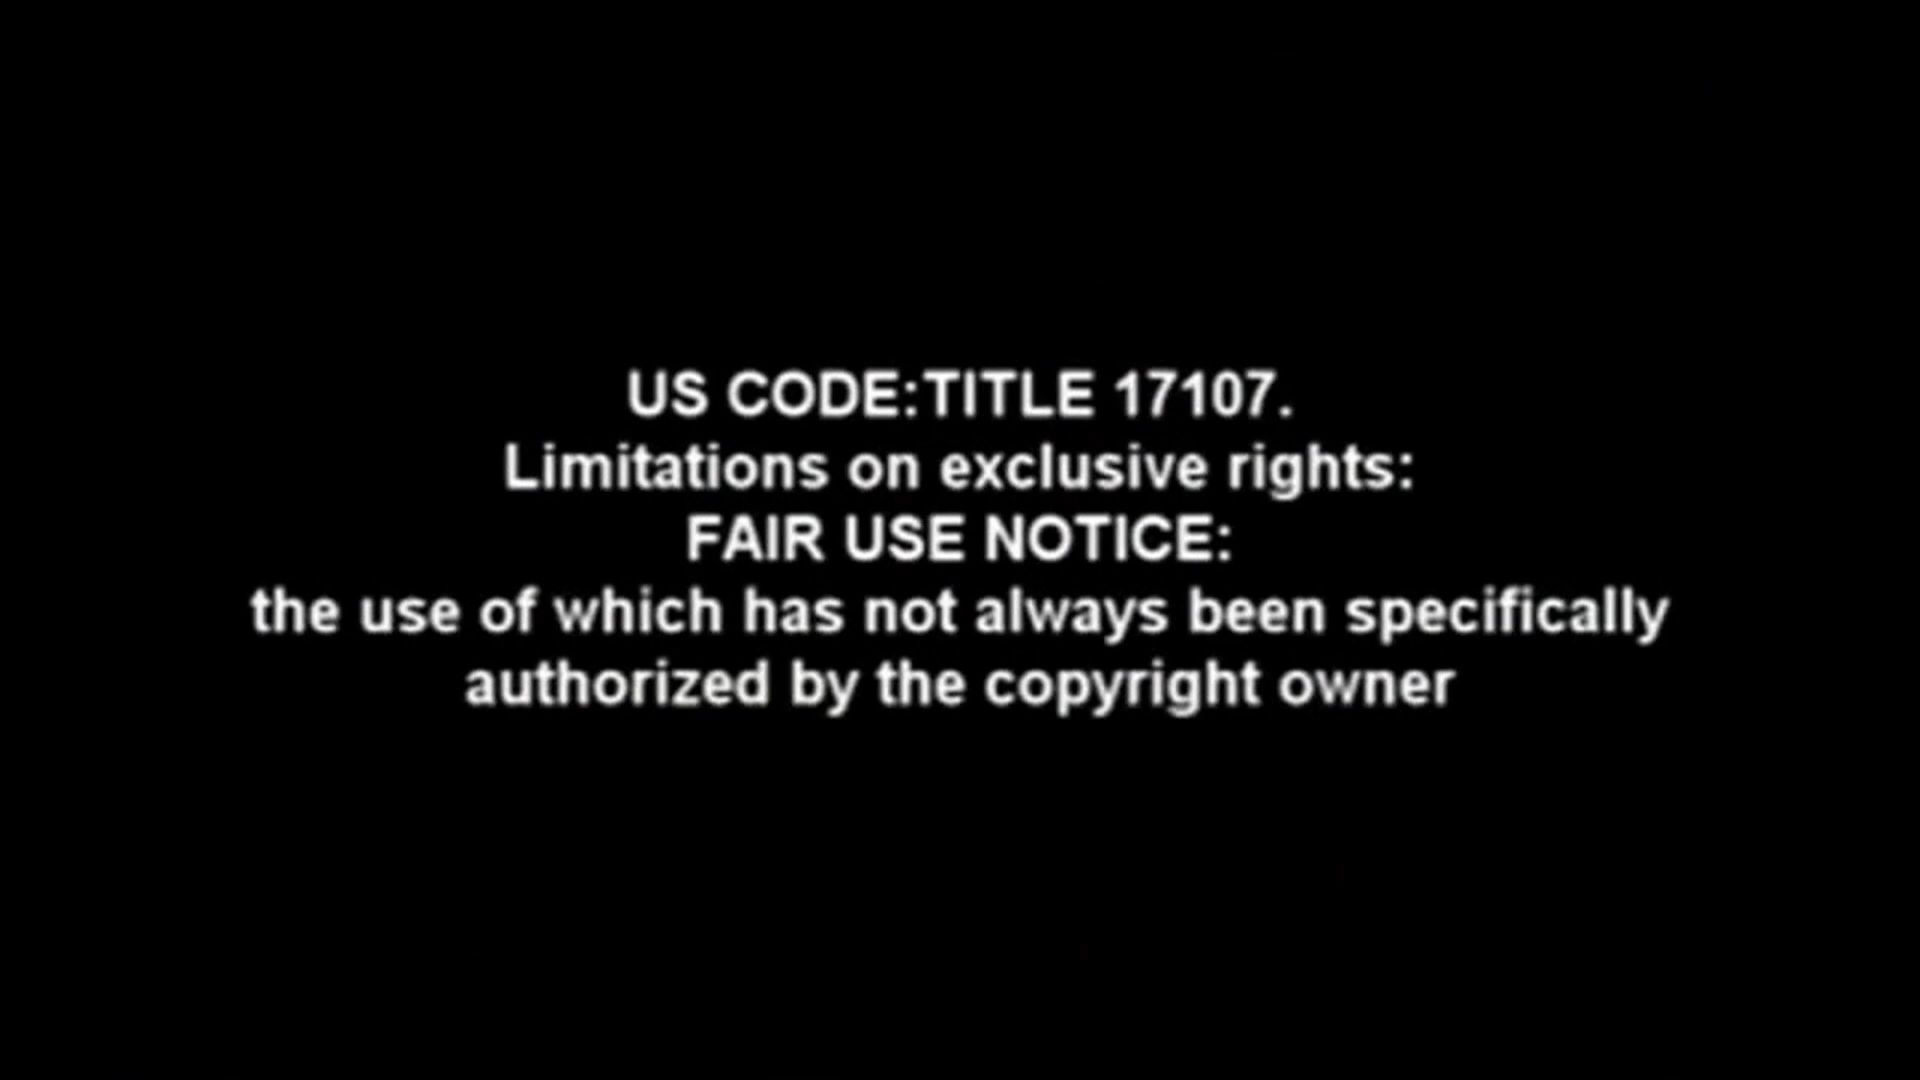 US CODE:TITLE 17107.
Limitations on exclusive rights:
FAIR USE NOTICE:
the use of which has not always been specifically
authorized by the copyright owner